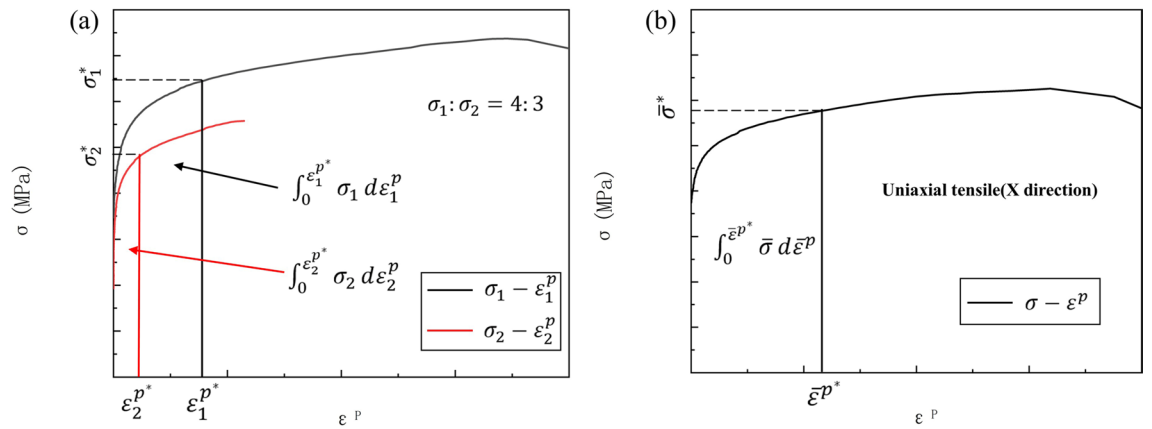 (a)
σ (MPa)
σ₁*
σ₂*
σ₁:σ₂ = 4:3
∫₀^{ε₁^{p*}} σ₁ dε₁^p
∫₀^{ε₂^{p*}} σ₂ dε₂^p
σ₁ − ε₁^p
σ₂ − ε₂^p
ε₂^{p*}
ε₁^{p*}
ε ᴾ
(b)
σ (MPa)
σ̄*
Uniaxial tensile(X direction)
∫₀^{ε̄^{p*}} σ̄ dε̄^p
σ − ε^p
ε̄^{p*}
ε ᴾ